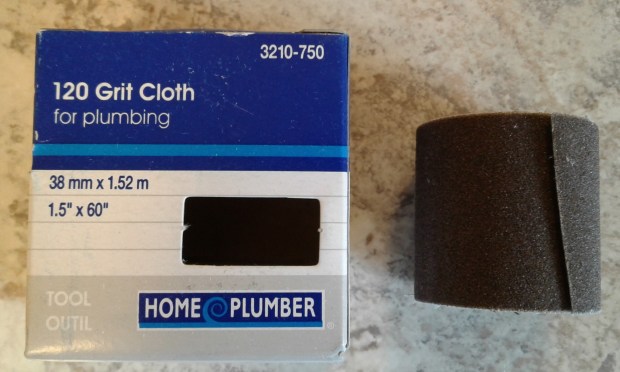 3210-750
120 Grit Cloth
for plumbing
38 mm x 1.52 m
1.5" x 60"
TOOL
OUTIL
HOME PLUMBER ®